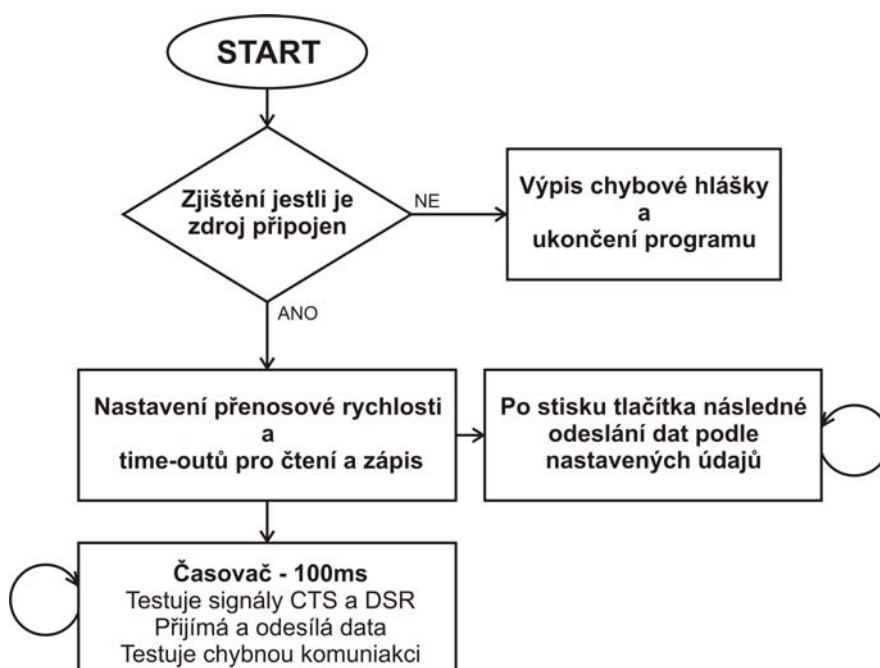 START
Zjištění jestli je
zdroj připojen
NE
Výpis chybové hlášky
a
ukončení programu
ANO
Nastavení přenosové rychlosti
a
time-outů pro čtení a zápis
Po stisku tlačítka následné
odeslání dat podle
nastavených údajů
Časovač - 100ms
Testuje signály CTS a DSR
Přijímá a odesílá data
Testuje chybnou komuniakci